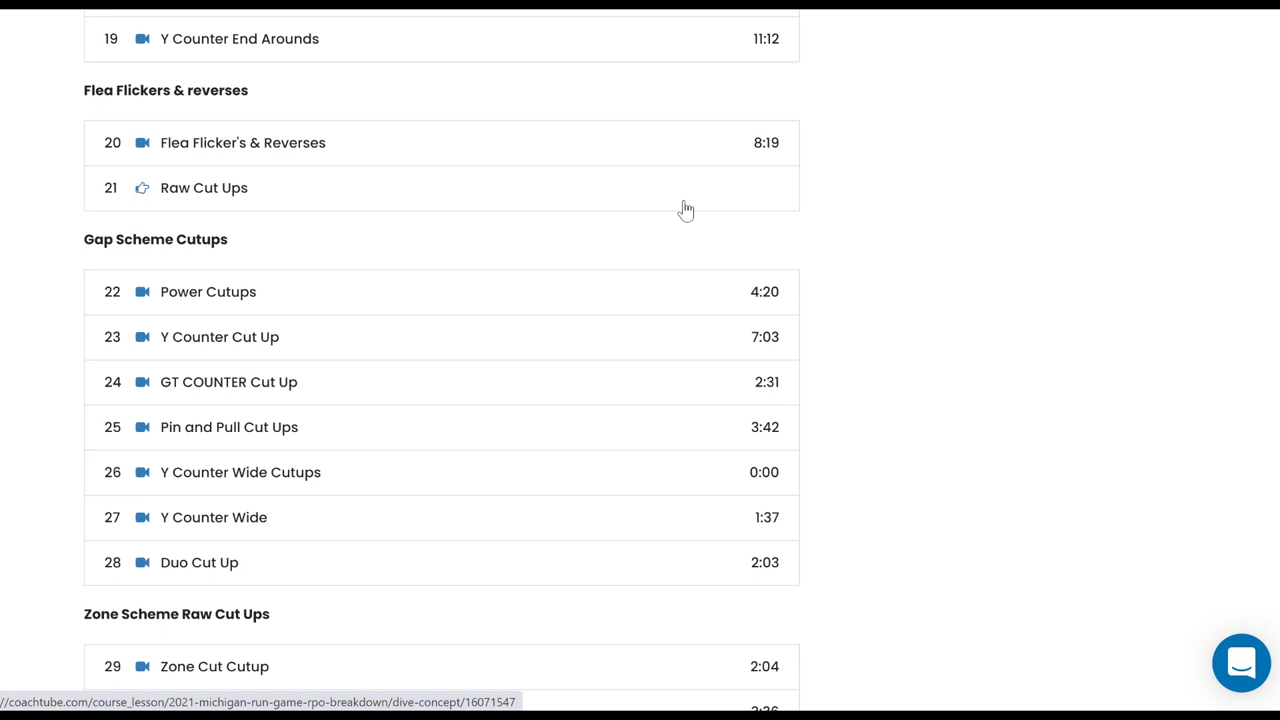 19 Y Counter End Arounds 11:12
Flea Flickers & reverses
20 Flea Flicker's & Reverses 8:19
21 Raw Cut Ups
Gap Scheme Cutups
22 Power Cutups 4:20
23 Y Counter Cut Up 7:03
24 GT COUNTER Cut Up 2:31
25 Pin and Pull Cut Ups 3:42
26 Y Counter Wide Cutups 0:00
27 Y Counter Wide 1:37
28 Duo Cut Up 2:03
Zone Scheme Raw Cut Ups
29 Zone Cut Cutup 2:04
//coachtube.com/course_lesson/2021-michigan-run-game-rpo-breakdown/dive-concept/16071547